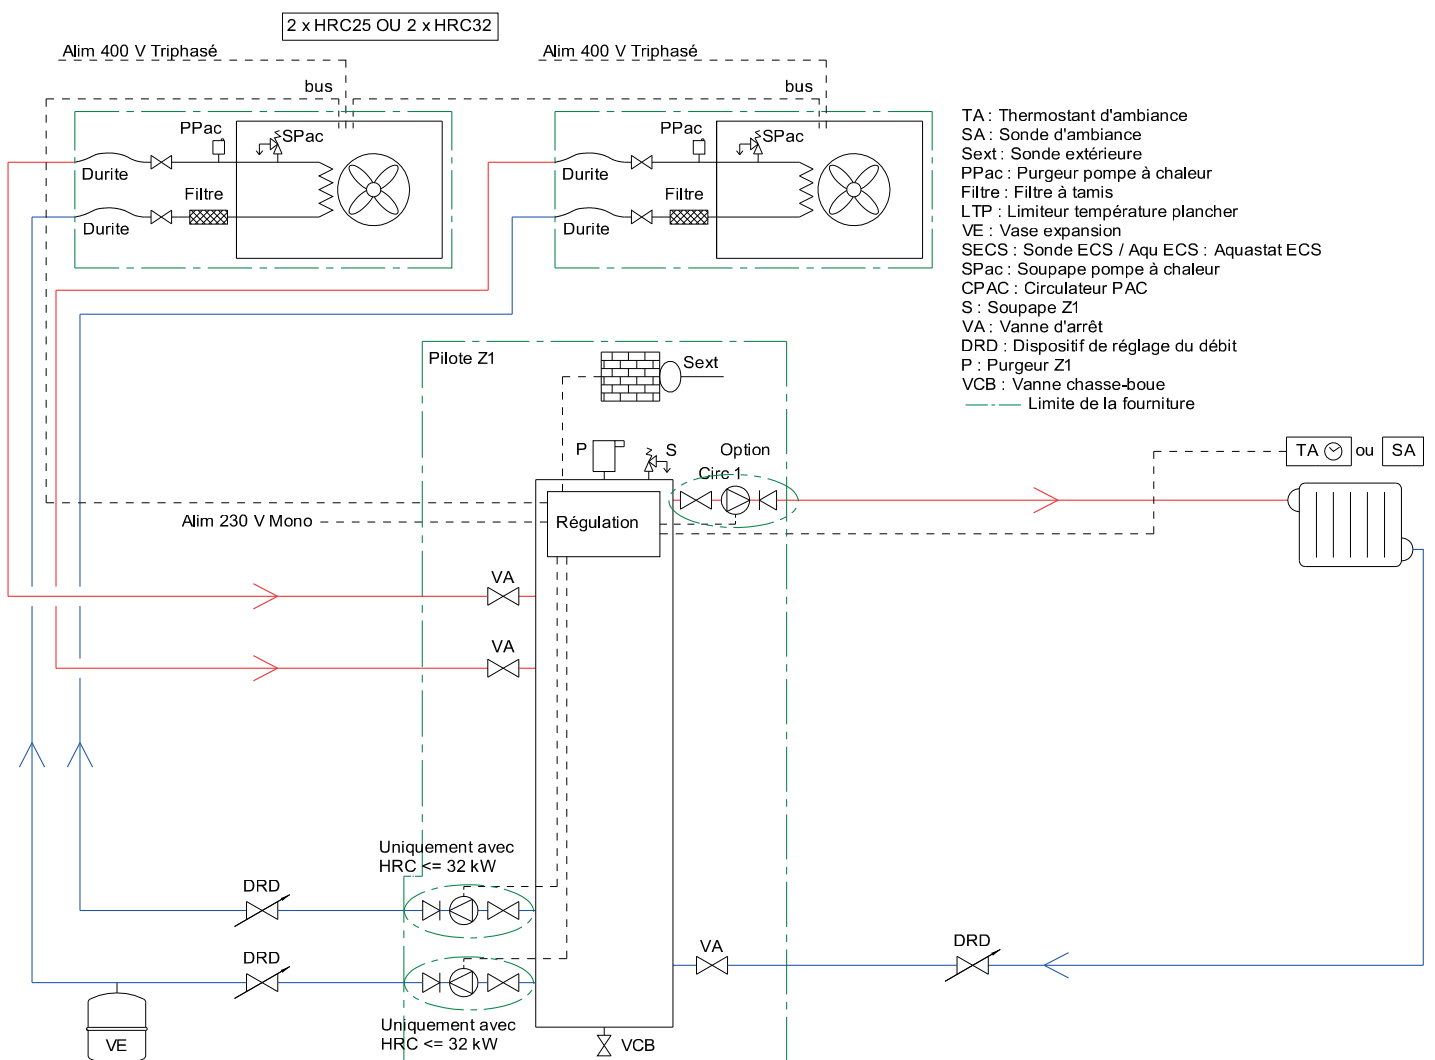 2 x HRC25 OU 2 x HRC32
Alim 400 V Triphasé
Alim 400 V Triphasé
bus
bus
PPac
SPac
Durite
Filtre
Durite
PPac
SPac
Durite
Filtre
Durite
TA : Thermostant d'ambiance
SA : Sonde d'ambiance
Sext : Sonde extérieure
PPac : Purgeur pompe à chaleur
Filtre : Filtre à tamis
LTP : Limiteur température plancher
VE : Vase expansion
SECS : Sonde ECS / Aqu ECS : Aquastat ECS
SPac : Soupape pompe à chaleur
CPAC : Circulateur PAC
S : Soupape Z1
VA : Vanne d'arrêt
DRD : Dispositif de réglage du débit
P : Purgeur Z1
VCB : Vanne chasse-boue
Limite de la fourniture
Pilote Z1
Sext
P
S
Option
Circ 1
TA ou SA
Alim 230 V Mono
Régulation
VA
VA
Uniquement avec
HRC <= 32 kW
DRD
DRD
VA
DRD
Uniquement avec
HRC <= 32 kW
VE
VCB